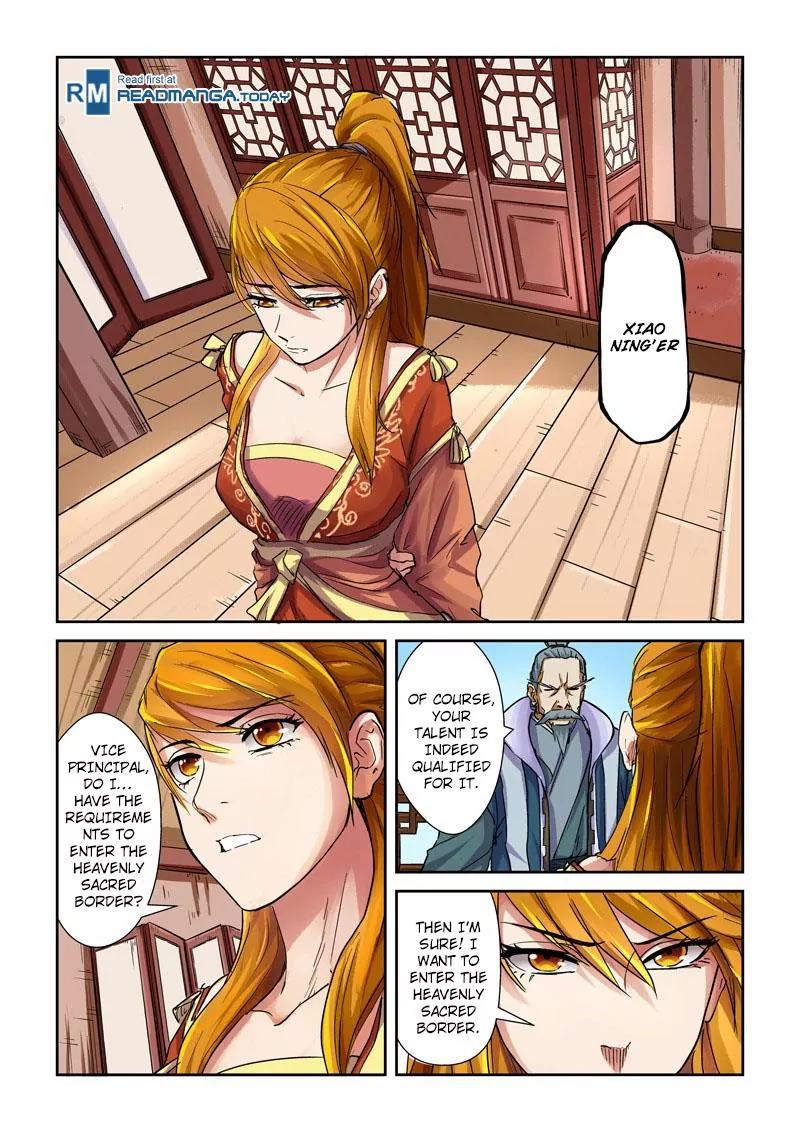 RM
Read first at
READMANGA.TODAY
XIAO
NING'ER
VICE
PRINCIPAL,
DO I...
HAVE THE
REQUIREME
NTS TO
ENTER THE
HEAVENLY
SACRED
BORDER?
OF COURSE,
YOUR
TALENT IS
INDEED
QUALIFIED
FOR IT.
THEN I'M
SURE! I
WANT TO
ENTER THE
HEAVENLY
SACRED
BORDER.